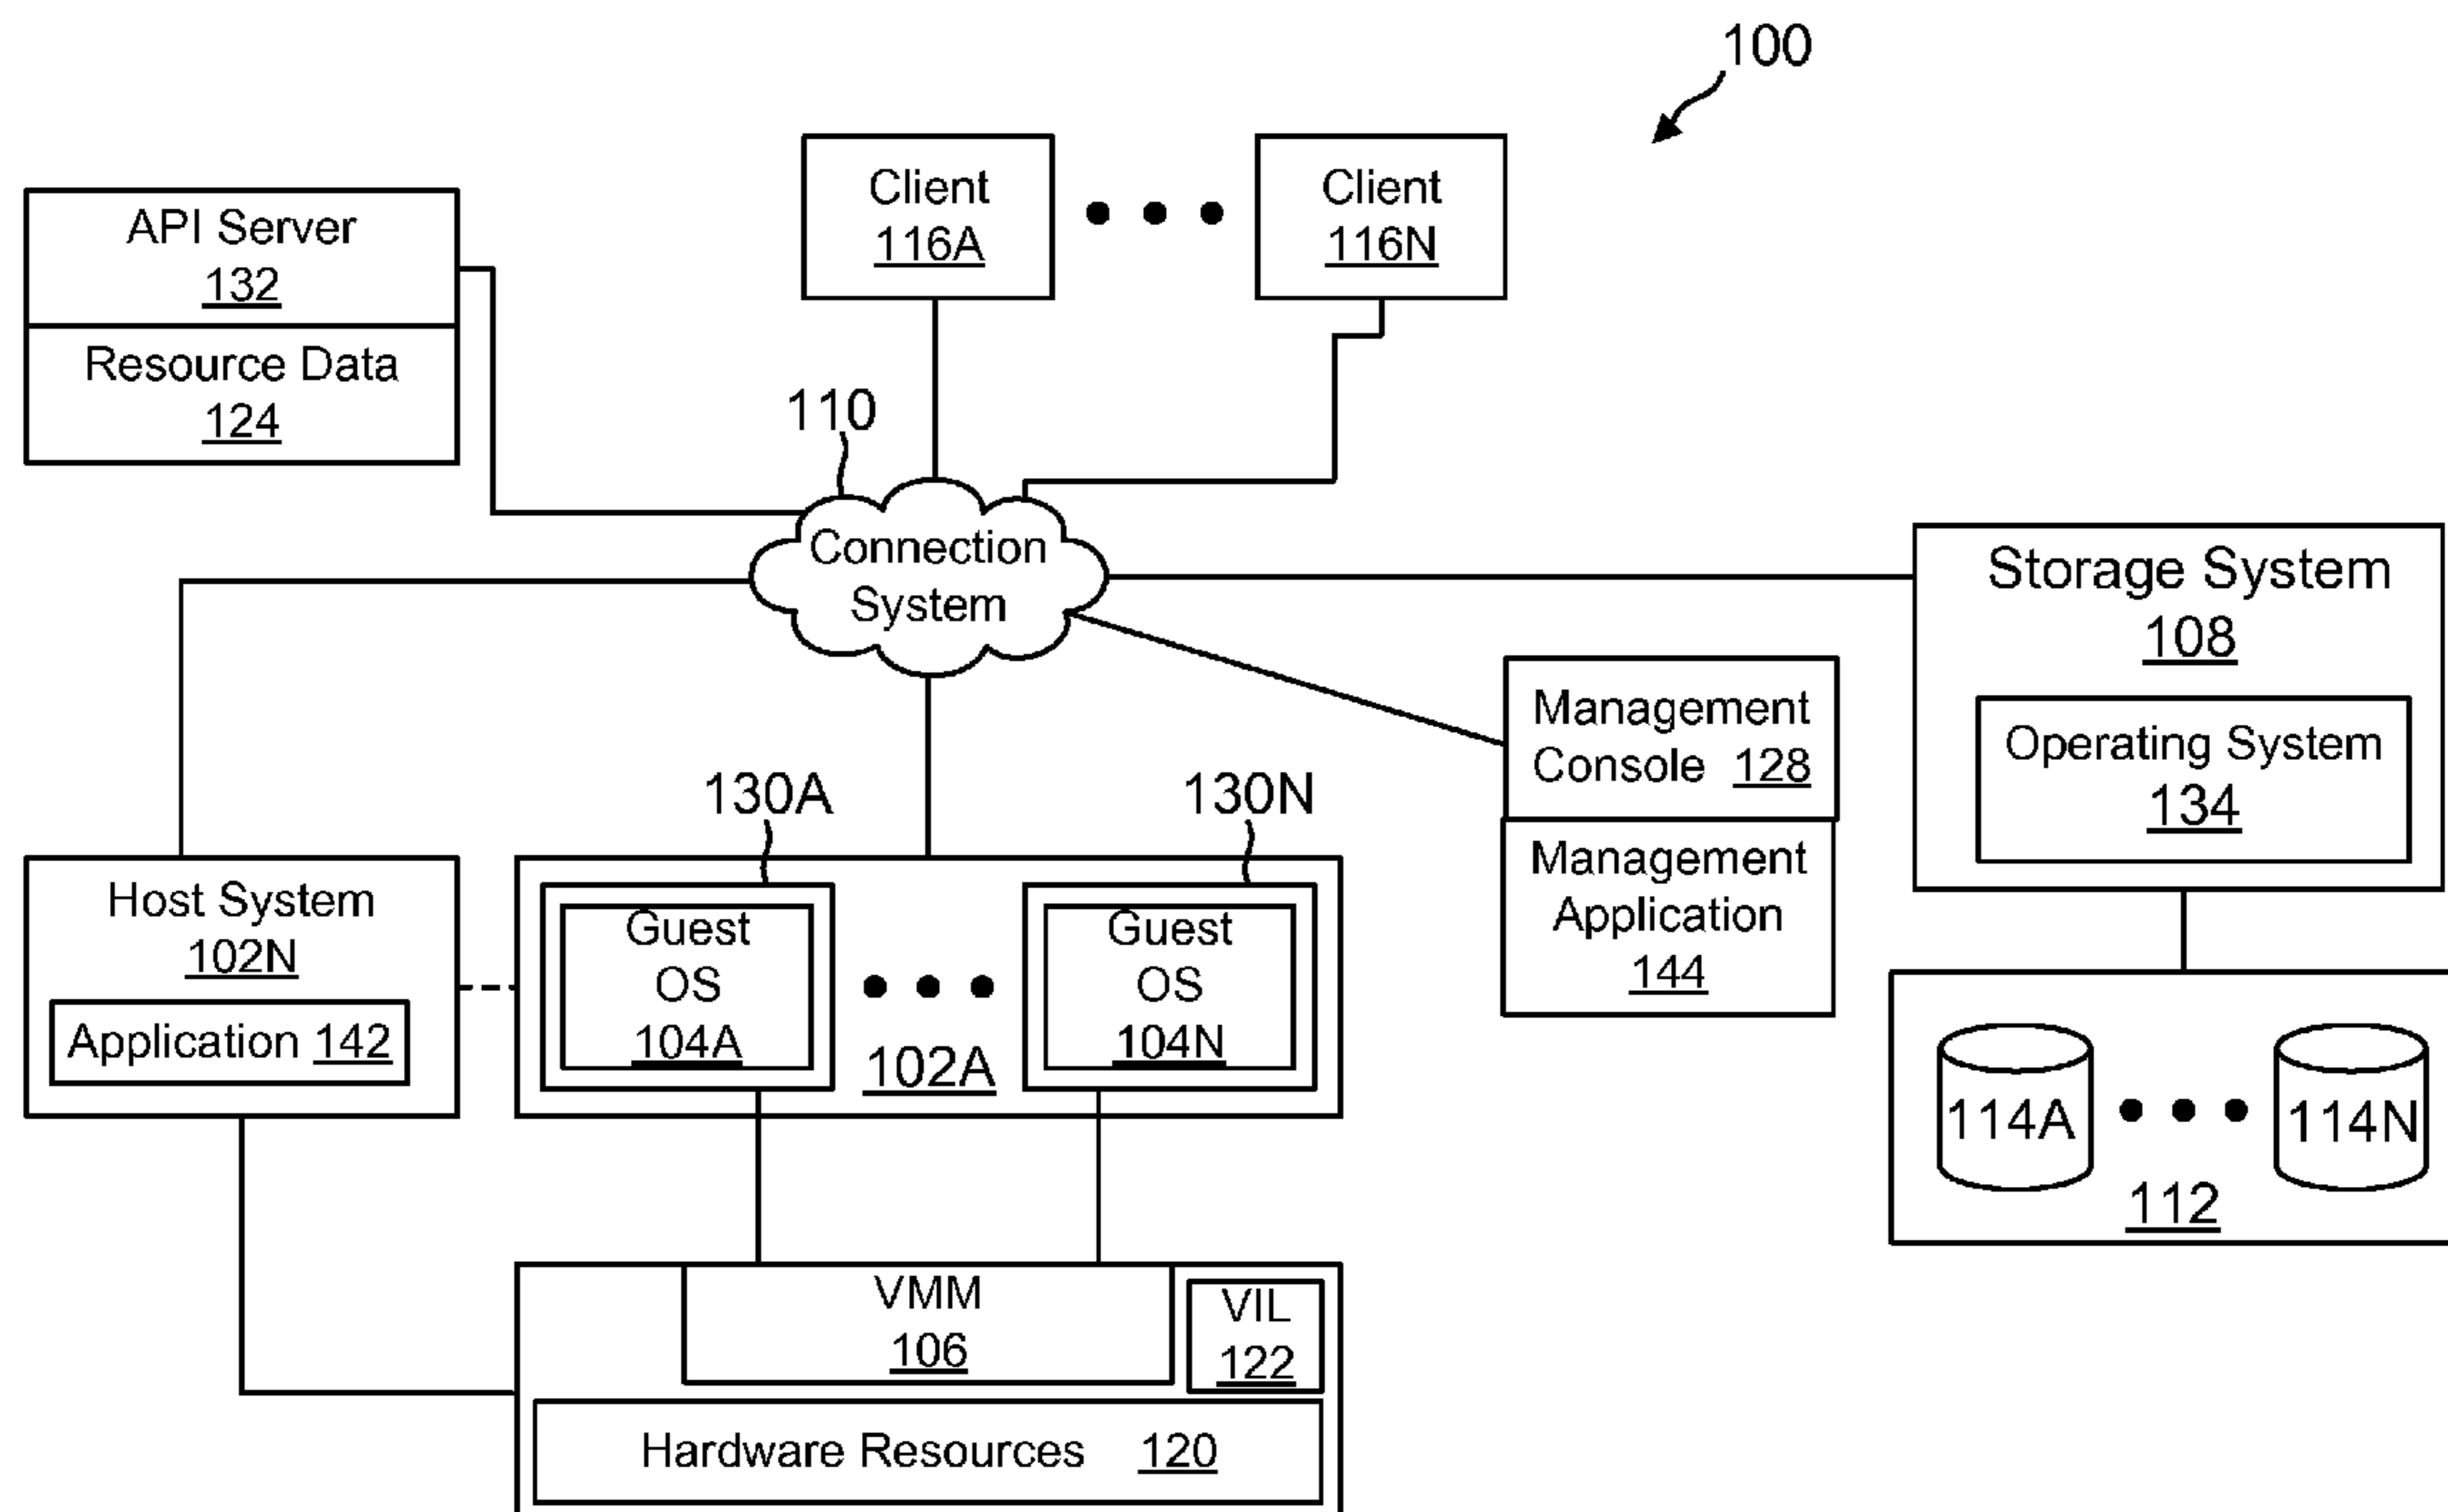 100
API Server
132
Resource Data
124
Client
116A
Client
116N
110
Connection
System
Storage System
108
Operating System
134
Management
Console 128
Management
Application
144
130A
130N
Host System
102N
Application 142
Guest
OS
104A
102A
Guest
OS
104N
114A
114N
112
VMM
106
VIL
122
Hardware Resources 120